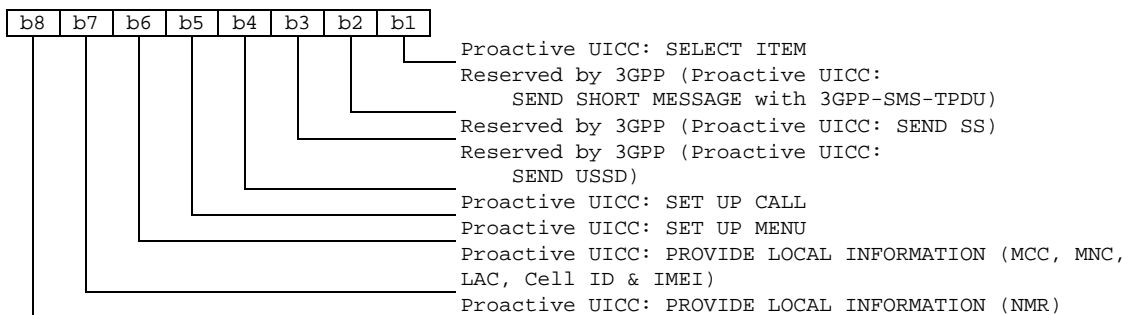 b8 b7 b6 b5 b4 b3 b2 b1
Proactive UICC: SELECT ITEM
Reserved by 3GPP (Proactive UICC:
SEND SHORT MESSAGE with 3GPP-SMS-TPDU)
Reserved by 3GPP (Proactive UICC: SEND SS)
Reserved by 3GPP (Proactive UICC:
SEND USSD)
Proactive UICC: SET UP CALL
Proactive UICC: SET UP MENU
Proactive UICC: PROVIDE LOCAL INFORMATION (MCC, MNC,
LAC, Cell ID & IMEI)
Proactive UICC: PROVIDE LOCAL INFORMATION (NMR)